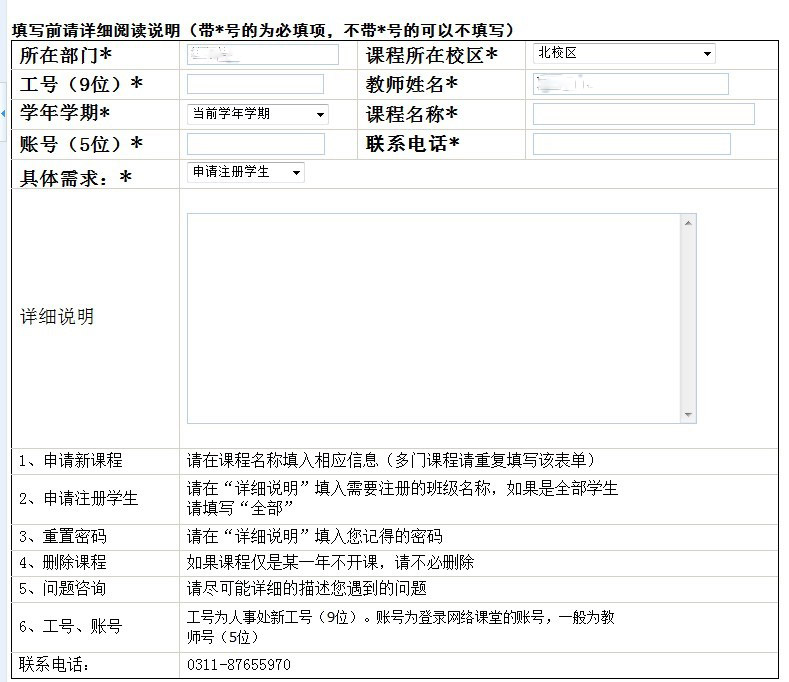 填写前请详细阅读说明（带*号的为必填项，不带*号的可以不填写）
所在部门* 课程所在校区* 北校区
工号（9位）* 教师姓名*
学年学期* 当前学年学期 课程名称*
账号（5位）* 联系电话*
具体需求：* 申请注册学生
详细说明
1、申请新课程 请在课程名称填入相应信息（多门课程请重复填写该表单）
2、申请注册学生 请在“详细说明”填入需要注册的班级名称，如果是全部学生
请填写“全部”
3、重置密码 请在“详细说明”填入您记得的密码
4、删除课程 如果课程仅是某一年不开课，请不必删除
5、问题咨询 请尽可能详细的描述您遇到的问题
6、工号、账号 工号为人事处新工号（9位）。账号为登录网络课堂的账号，一般为教
师号（5位）
联系电话： 0311-87655970